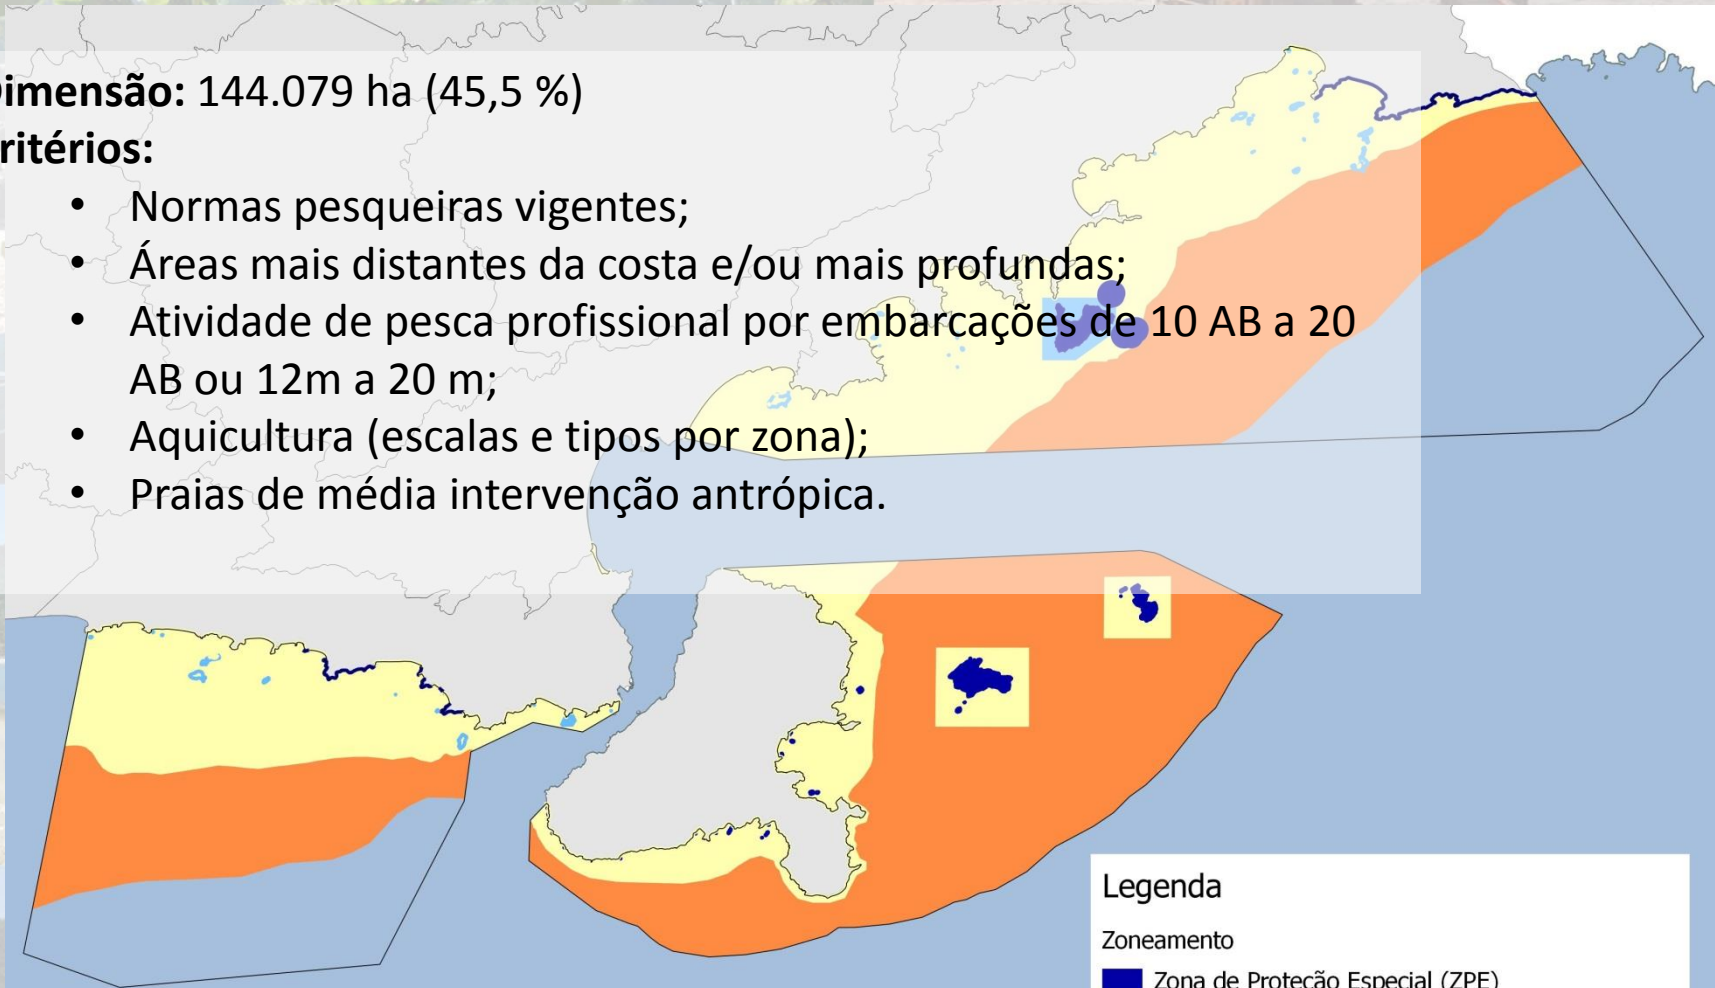 imensão: 144.079 ha (45,5 %)
ritérios:
• Normas pesqueiras vigentes;
• Áreas mais distantes da costa e/ou mais profundas;
• Atividade de pesca profissional por embarcações de 10 AB a 20
AB ou 12m a 20 m;
• Aquicultura (escalas e tipos por zona);
• Praias de média intervenção antrópica.
Legenda
Zoneamento
Zona de Proteção Especial (ZPE)